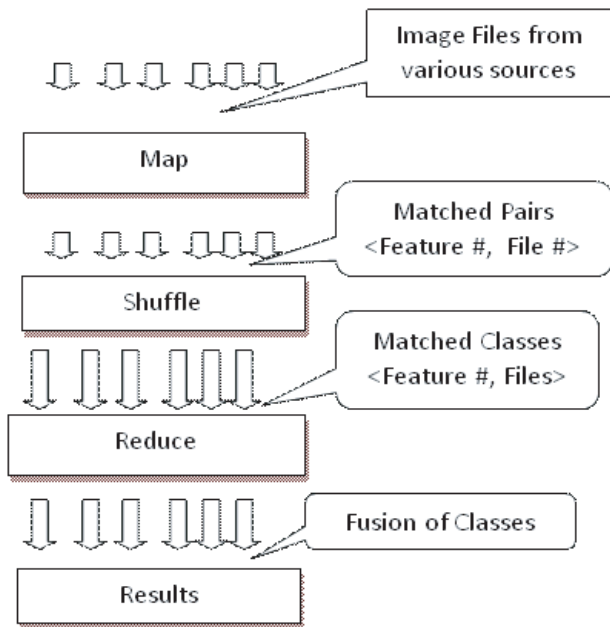 Image Files from
various sources
Map
Matched Pairs
<Feature #, File #>
Shuffle
Matched Classes
<Feature #, Files>
Reduce
Fusion of Classes
Results